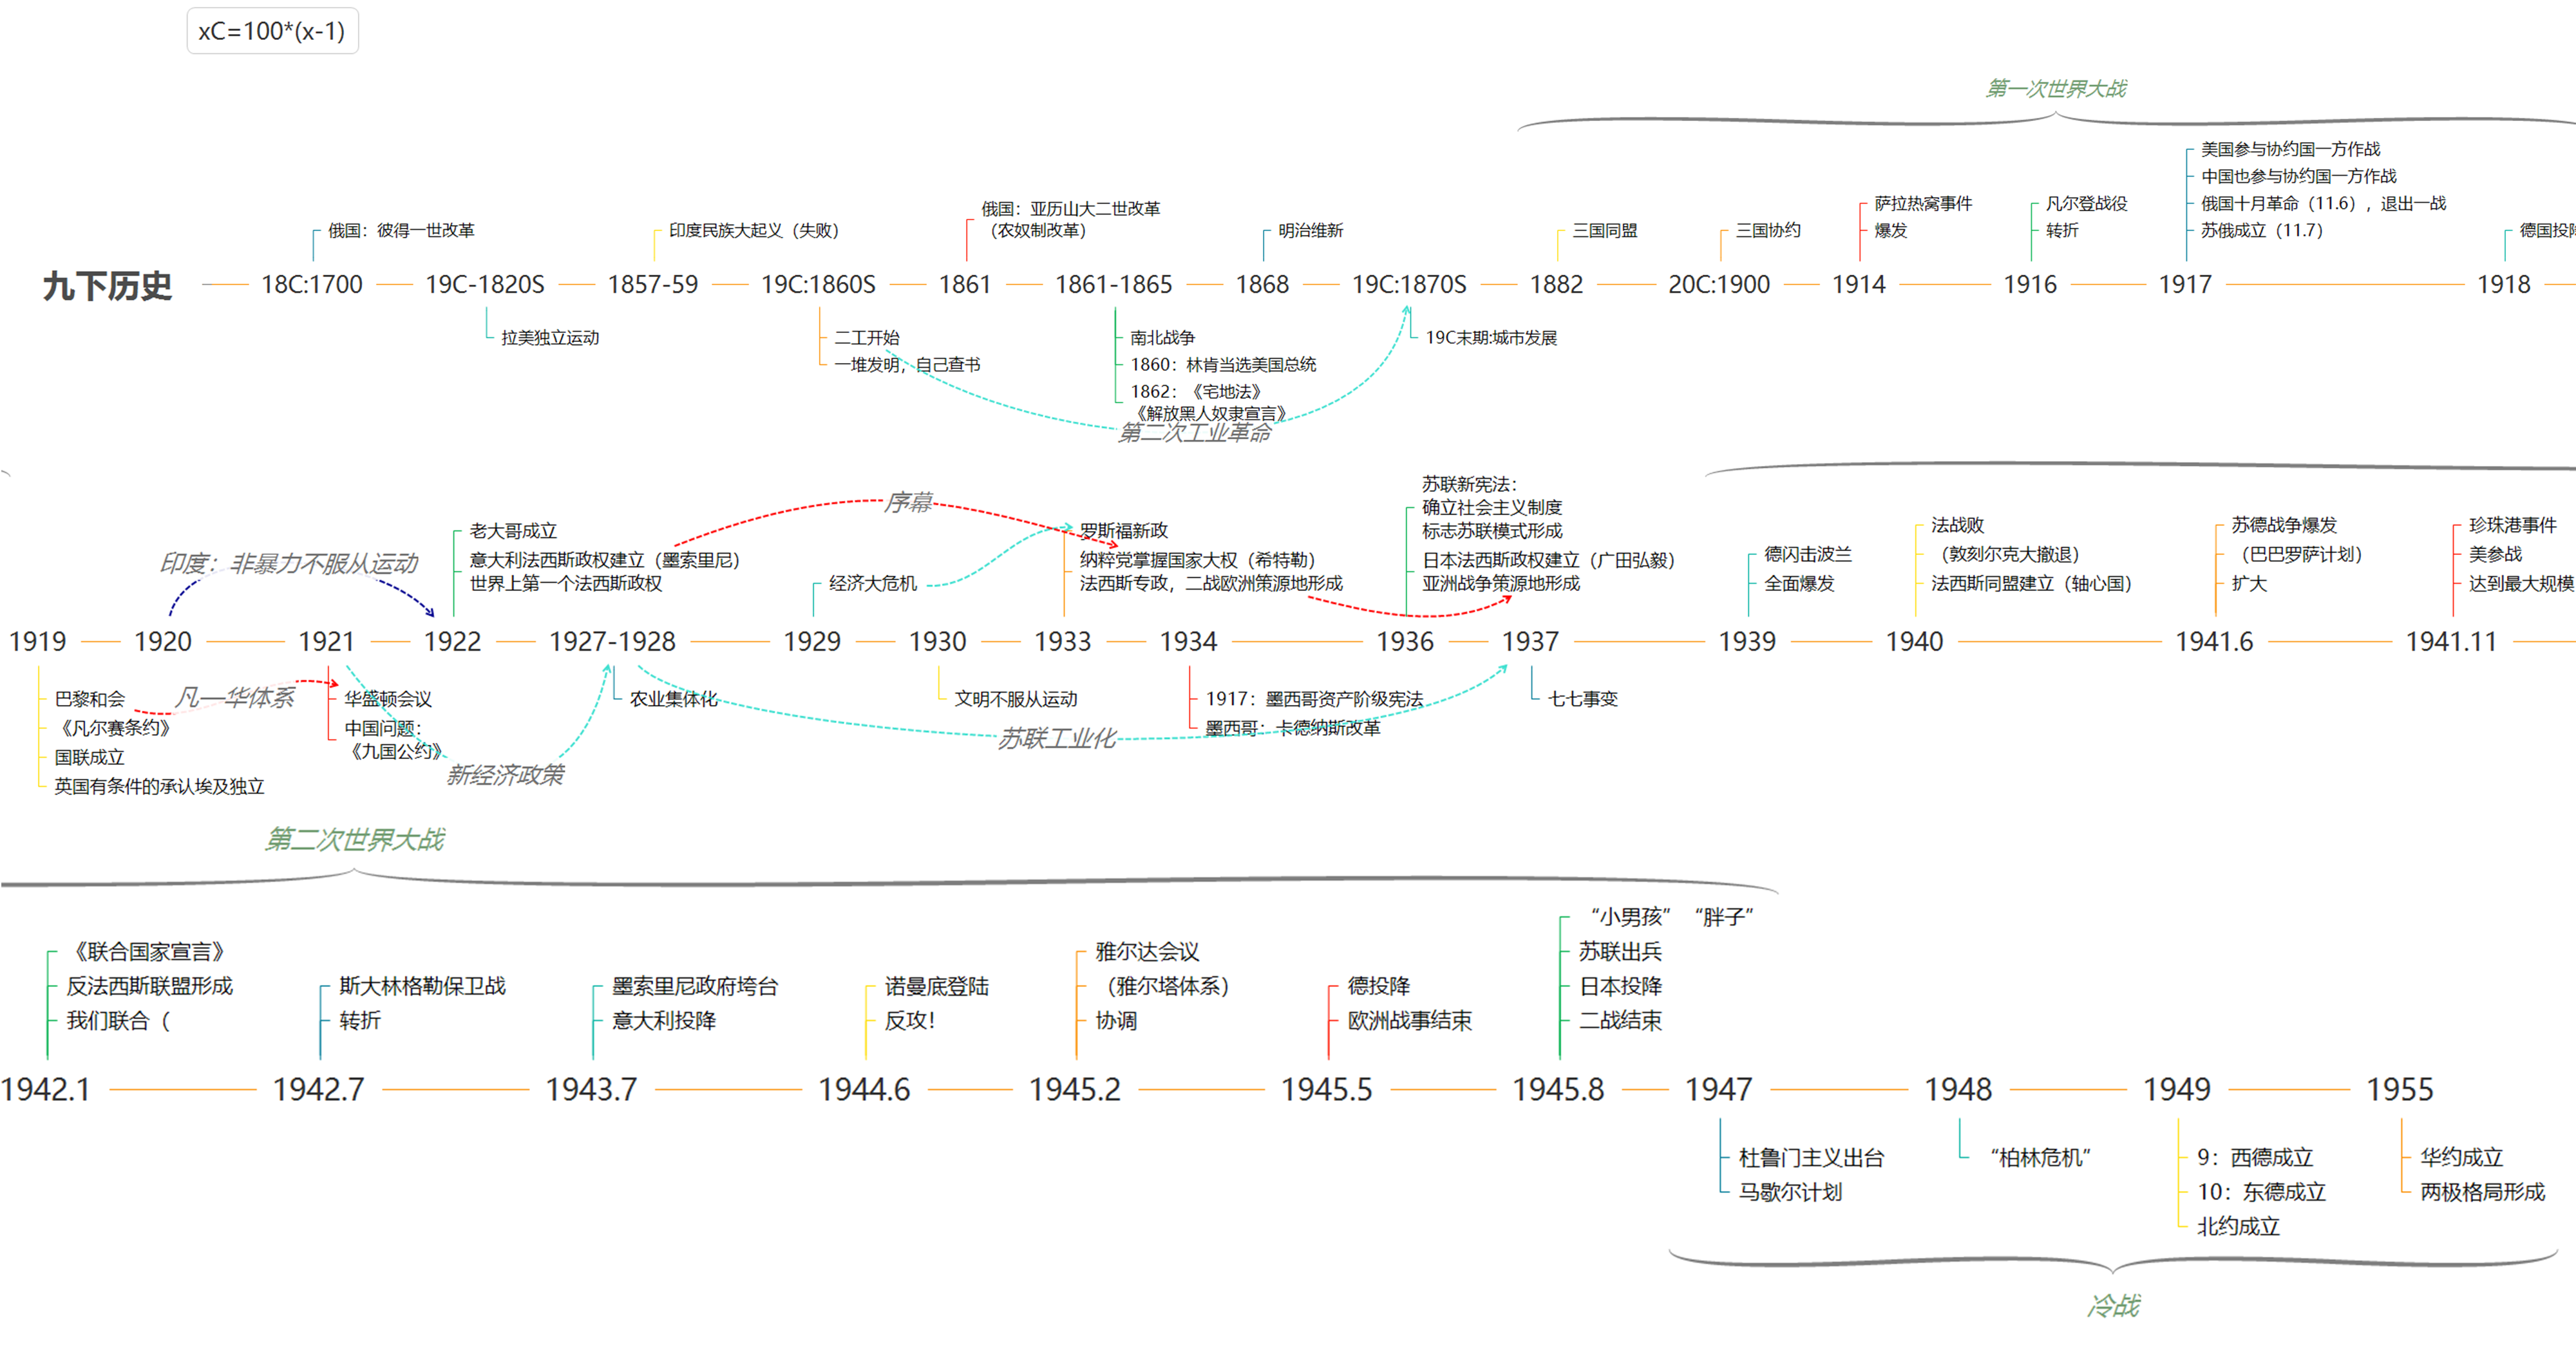 xC=100*(x-1)
第一次世界大战
美国参与协约国一方作战
中国也参与协约国一方作战
俄国十月革命（11.6），退出一战
苏俄成立（11.7）
俄国：彼得一世改革
印度民族大起义（失败）
俄国：亚历山大二世改革
（农奴制改革）
明治维新
三国同盟
三国协约
萨拉热窝事件
爆发
凡尔登战役
转折
德国投降
九下历史
18C:1700
19C-1820S
1857-59
19C:1860S
1861
1861-1865
1868
19C:1870S
1882
20C:1900
1914
1916
1917
1918
拉美独立运动
二工开始
一堆发明，自己查书
南北战争
1860：林肯当选美国总统
1862：《宅地法》
《解放黑人奴隶宣言》
19C末期:城市发展
第二次工业革命
印度：非暴力不服从运动
老大哥成立
意大利法西斯政权建立（墨索里尼）
世界上第一个法西斯政权
序幕
经济大危机
罗斯福新政
纳粹党掌握国家大权（希特勒）
法西斯专政，二战欧洲策源地形成
苏联新宪法：
确立社会主义制度
标志苏联模式形成
日本法西斯政权建立（广田弘毅）
亚洲战争策源地形成
德闪击波兰
全面爆发
法战败
（敦刻尔克大撤退）
法西斯同盟建立（轴心国）
苏德战争爆发
（巴巴罗萨计划）
扩大
珍珠港事件
美参战
达到最大规模
1919
1920
1921
1922
1927-1928
1929
1930
1933
1934
1936
1937
1939
1940
1941.6
1941.11
巴黎和会
《凡尔赛条约》
国联成立
英国有条件的承认埃及独立
凡—华体系
华盛顿会议
中国问题：
《九国公约》
新经济政策
农业集体化
文明不服从运动
苏联工业化
1917：墨西哥资产阶级宪法
墨西哥：卡德纳斯改革
七七事变
第二次世界大战
《联合国家宣言》
反法西斯联盟形成
我们联合（
斯大林格勒保卫战
转折
墨索里尼政府垮台
意大利投降
诺曼底登陆
反攻！
雅尔达会议
（雅尔塔体系）
协调
德投降
欧洲战事结束
“小男孩” “胖子”
苏联出兵
日本投降
二战结束
1942.1
1942.7
1943.7
1944.6
1945.2
1945.5
1945.8
1947
1948
1949
1955
杜鲁门主义出台
马歇尔计划
“柏林危机”
9：西德成立
10：东德成立
北约成立
华约成立
两极格局形成
冷战